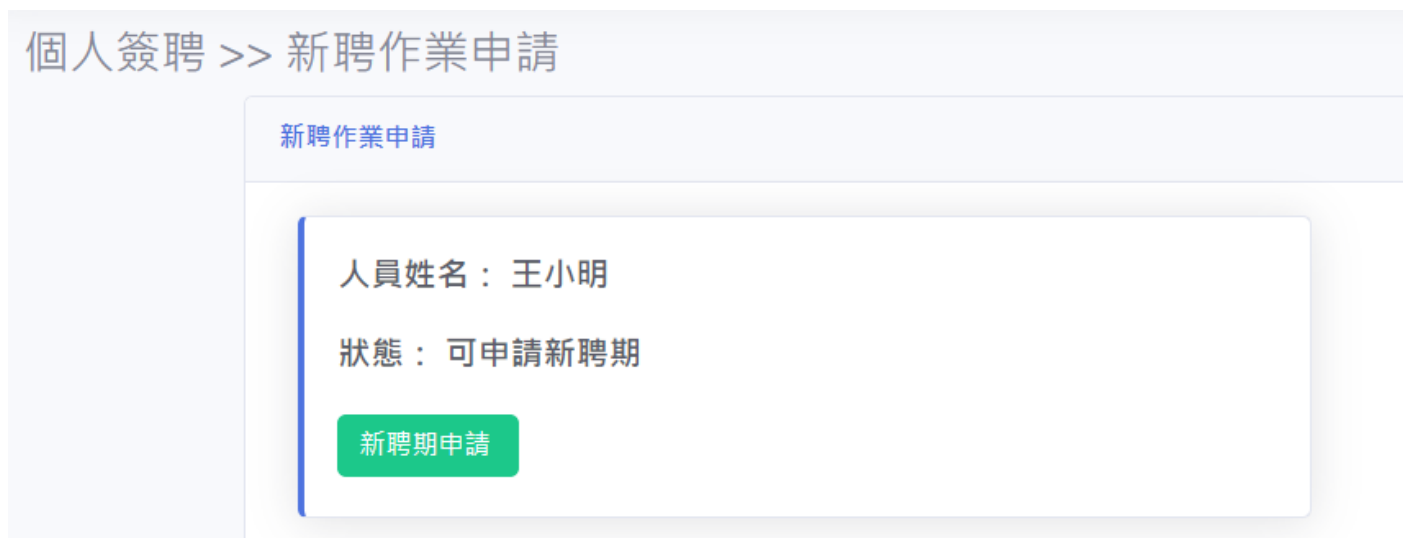 個人簽聘 >> 新聘作業申請
新聘作業申請
人員姓名： 王小明
狀態： 可申請新聘期
新聘期申請